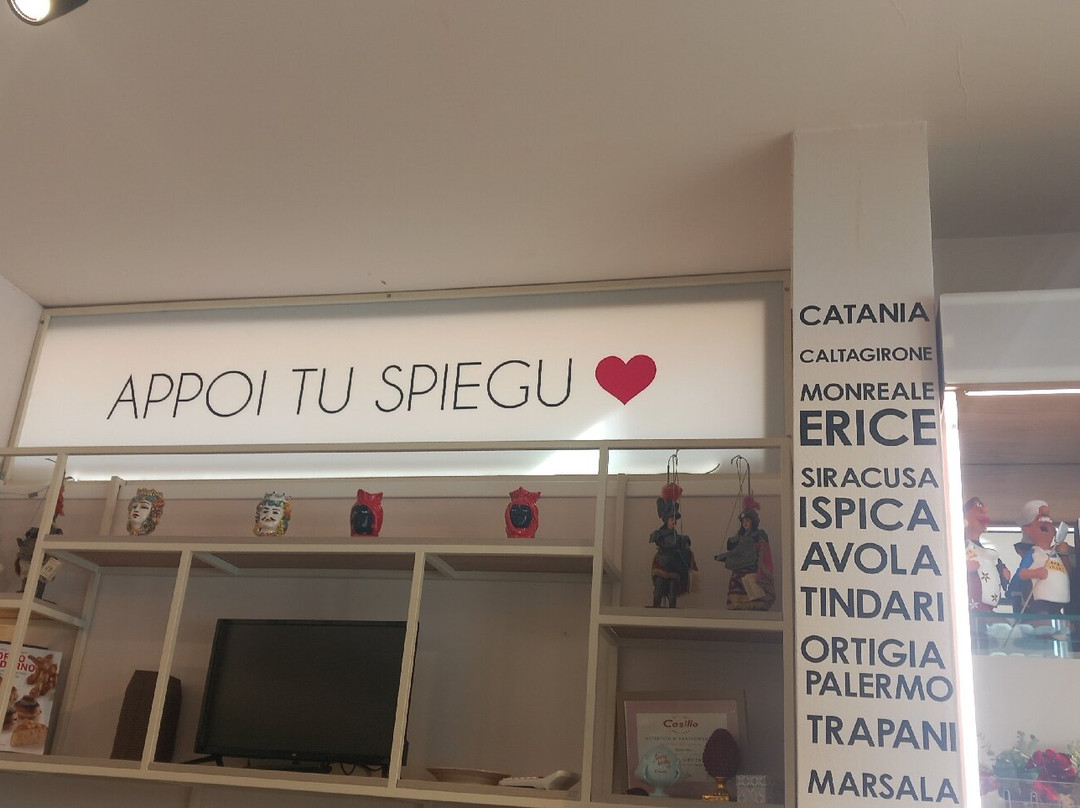 APPOI TU SPIEGU
CATANIA
CALTAGIRONE
MONREALE
ERICE
SIRACUSA
ISPICA
AVOLA
TINDARI
ORTIGIA
PALERMO
TRAPANI
MARSALA
Casillo